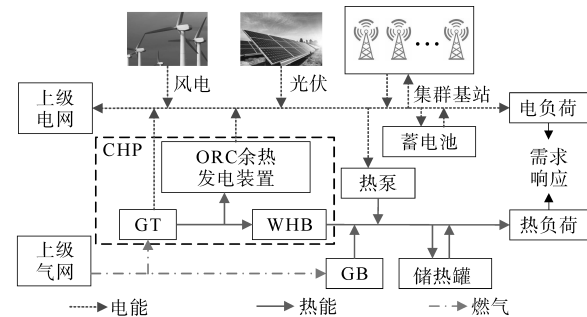 风电
光伏
集群基站
上级
电网
电负荷
蓄电池
CHP
ORC余热
发电装置
需求
响应
热泵
GT
WHB
热负荷
上级
气网
GB
储热罐
电能
热能
燃气